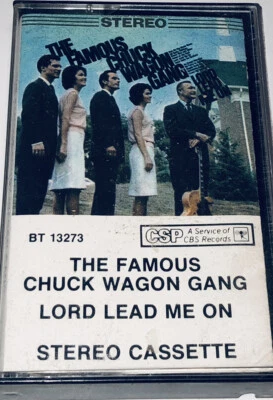 STEREO
THE
FAMOUS
CHUCK
WAGON
GANG
LORD
LEAD
ME ON
BT 13273
CSP
A Service of
CBS Records
THE FAMOUS
CHUCK WAGON GANG
LORD LEAD ME ON
STEREO CASSETTE